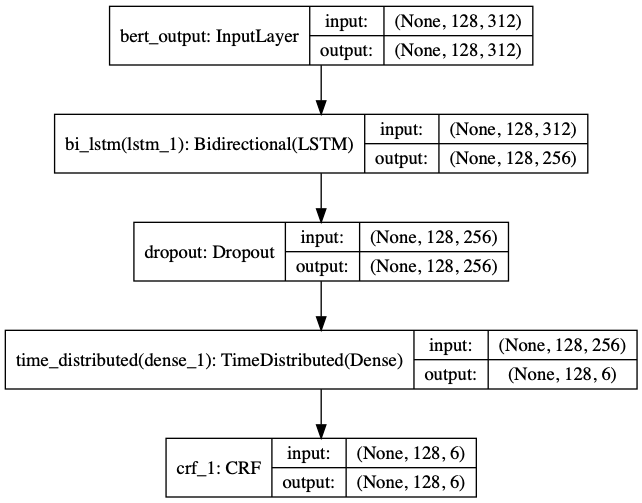 bert_output: InputLayer
input: (None, 128, 312)
output: (None, 128, 312)
bi_lstm(lstm_1): Bidirectional(LSTM)
input: (None, 128, 312)
output: (None, 128, 256)
dropout: Dropout
input: (None, 128, 256)
output: (None, 128, 256)
time_distributed(dense_1): TimeDistributed(Dense)
input: (None, 128, 256)
output: (None, 128, 6)
crf_1: CRF
input: (None, 128, 6)
output: (None, 128, 6)